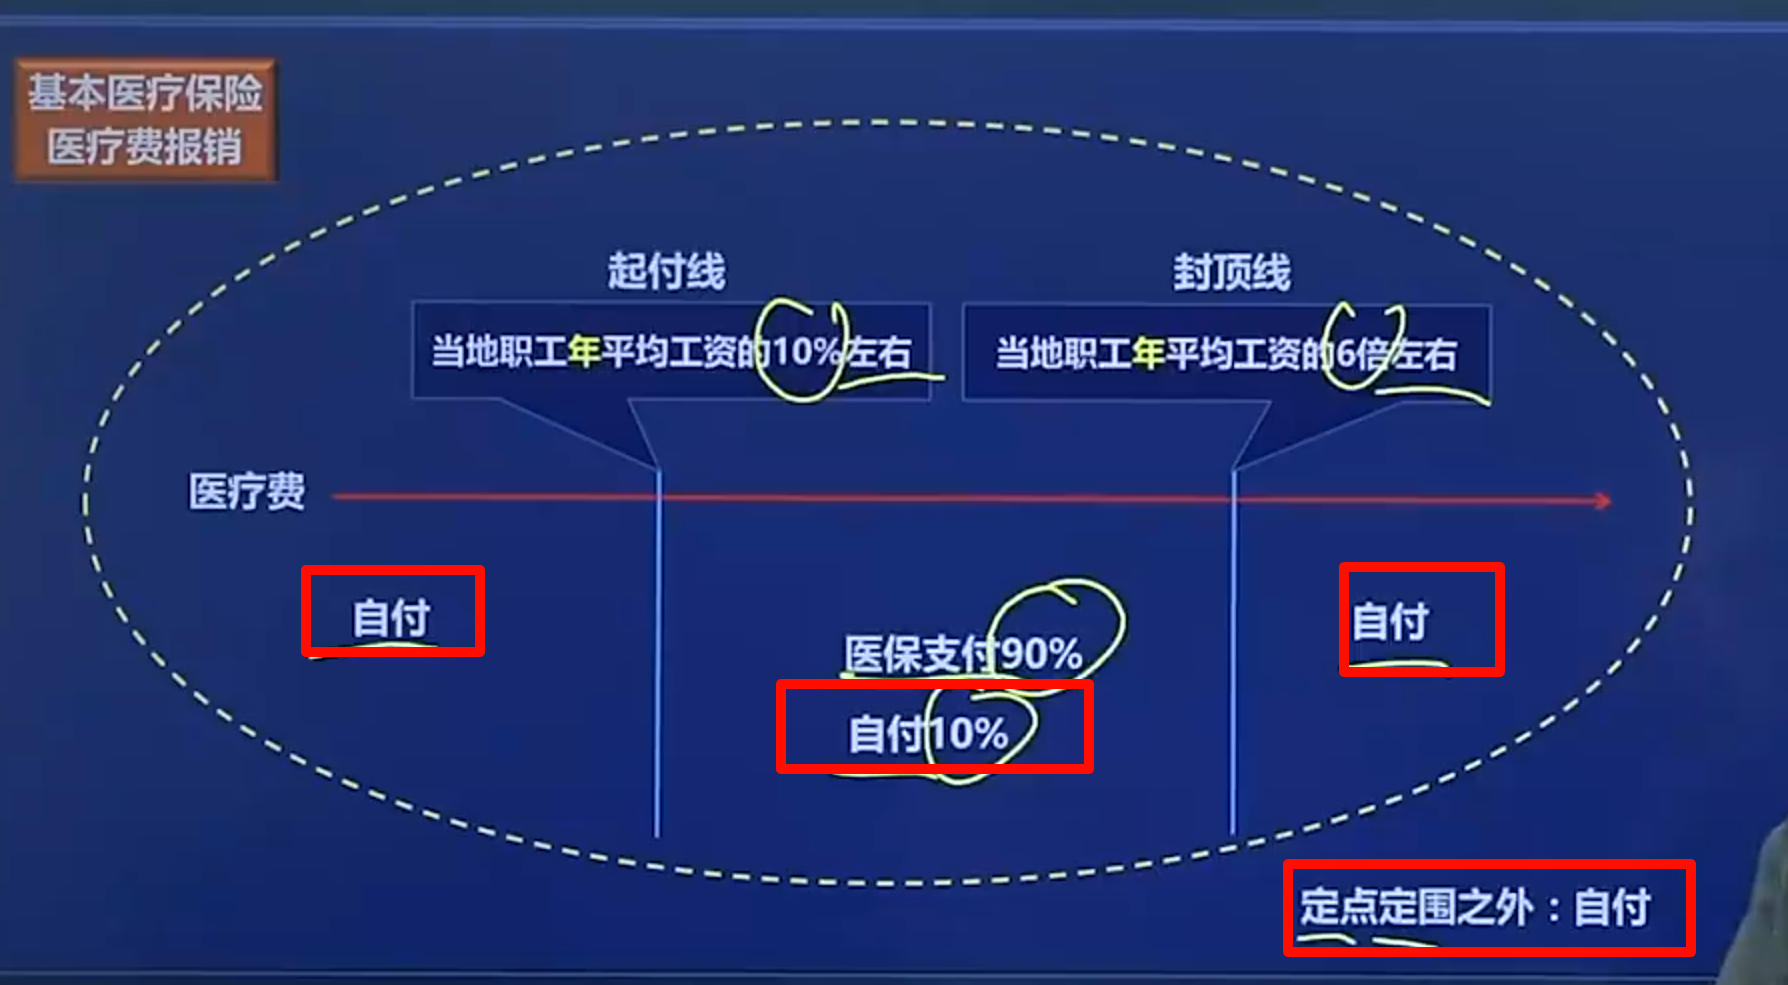 基本医疗保险
医疗费报销
起付线
封顶线
当地职工年平均工资的10%左右
当地职工年平均工资的6倍左右
医疗费
自付
自付
医保支付90%
自付10%
定点定围之外：自付